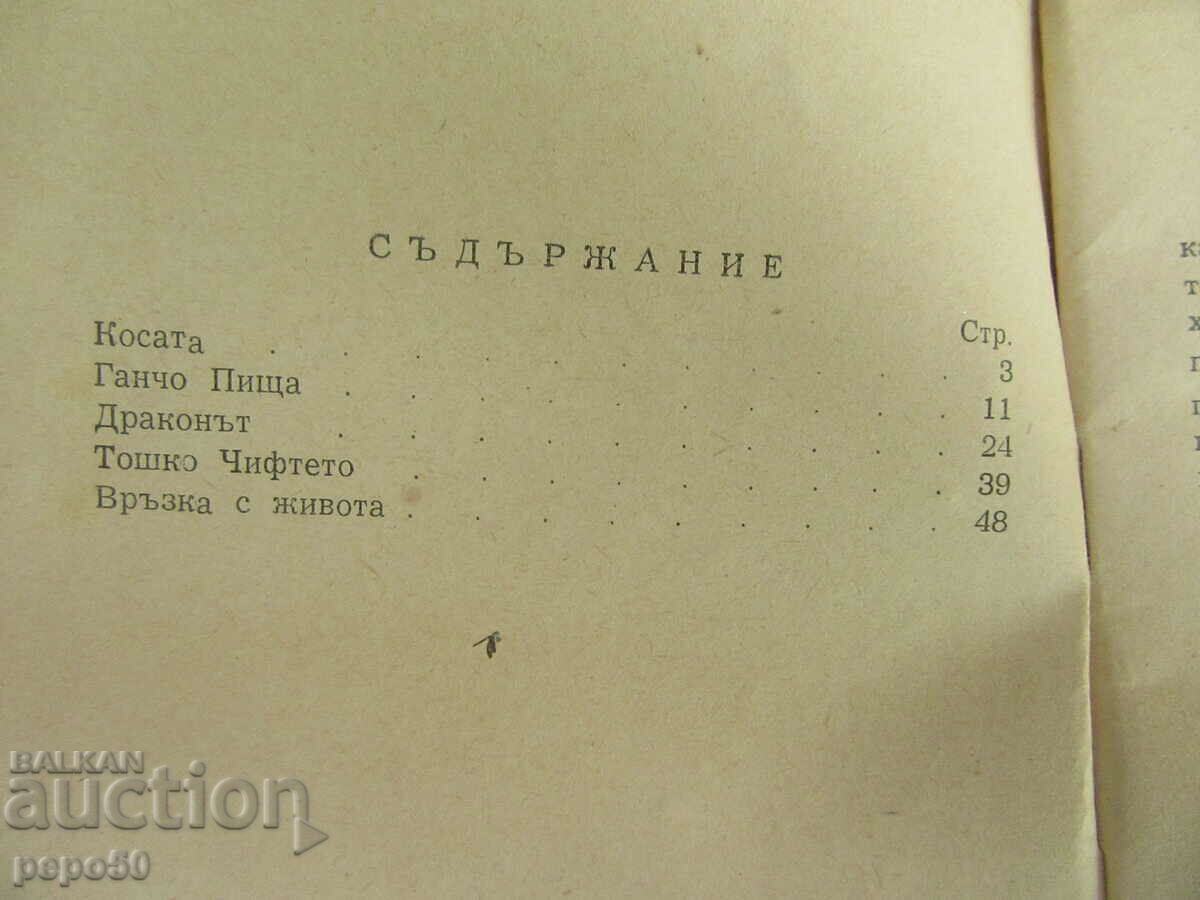 СЪДЪРЖАНИЕ
Стр.
Косата . . . . . . . . . . 3
Ганчо Пища . . . . . . . . . 11
Драконът . . . . . . . . . 24
Тошко Чифтето . . . . . . . . 39
Връзка с живота . . . . . . . . 48
BALKAN
auction
pepo50